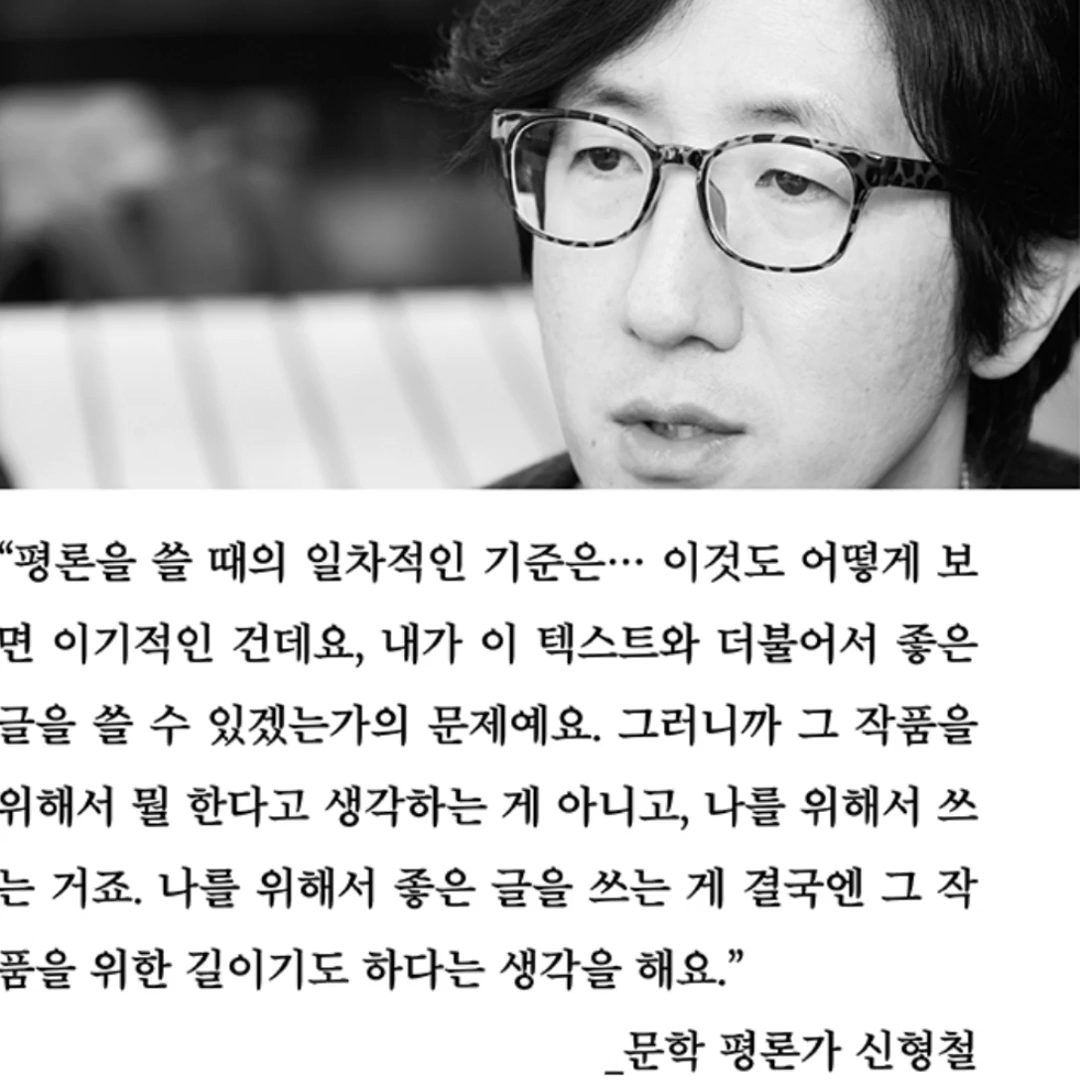 “평론을 쓸 때의 일차적인 기준은… 이것도 어떻게 보
면 이기적인 건데요, 내가 이 텍스트와 더불어서 좋은
글을 쓸 수 있겠는가의 문제예요. 그러니까 그 작품을
위해서 뭘 한다고 생각하는 게 아니고, 나를 위해서 쓰
는 거죠. 나를 위해서 좋은 글을 쓰는 게 결국엔 그 작
품을 위한 길이기도 하다는 생각을 해요.”
_문학 평론가 신형철